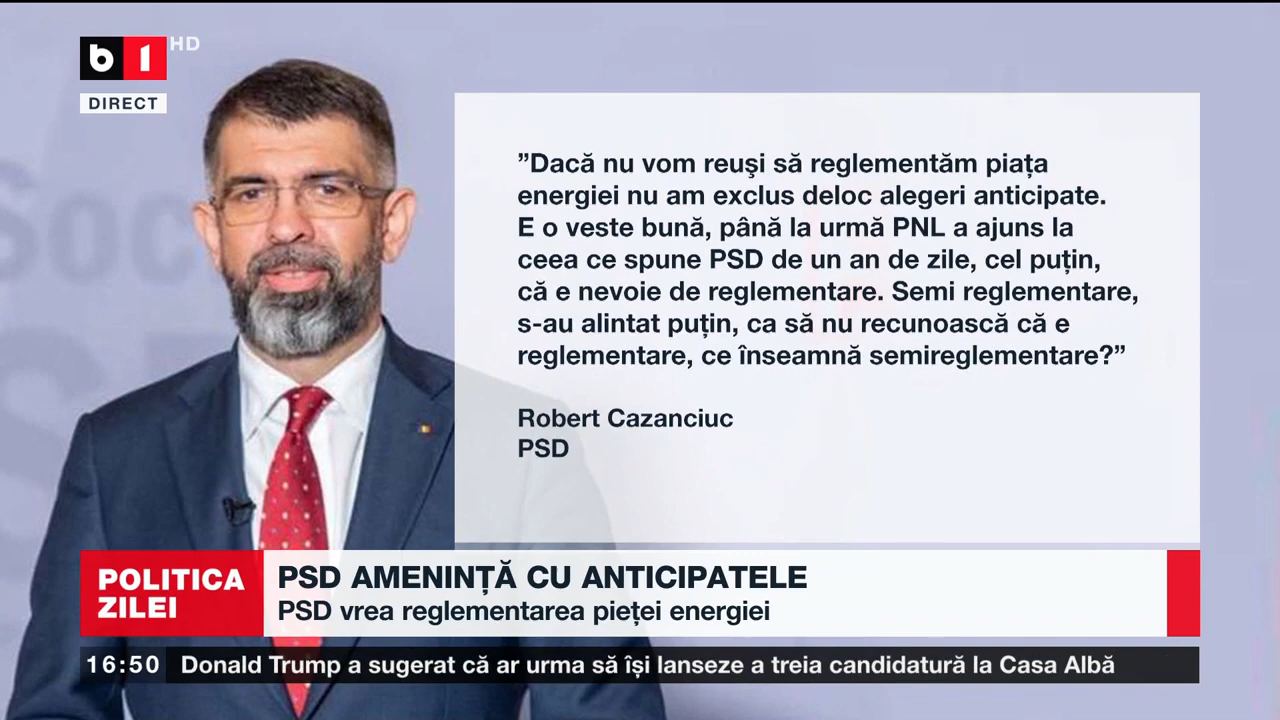 b1 HD
DIRECT
Soc
”Dacă nu vom reuşi să reglementăm piața
energiei nu am exclus deloc alegeri anticipate.
E o veste bună, până la urmă PNL a ajuns la
ceea ce spune PSD de un an de zile, cel puțin,
că e nevoie de reglementare. Semi reglementare,
s-au alintat puțin, ca să nu recunoască că e
reglementare, ce înseamnă semireglementare?”
Robert Cazanciuc
PSD
POLITICA
ZILEI
PSD AMENINȚĂ CU ANTICIPATELE
PSD vrea reglementarea pieței energiei
16:50 Donald Trump a sugerat că ar urma să își lanseze a treia candidatură la Casa Albă